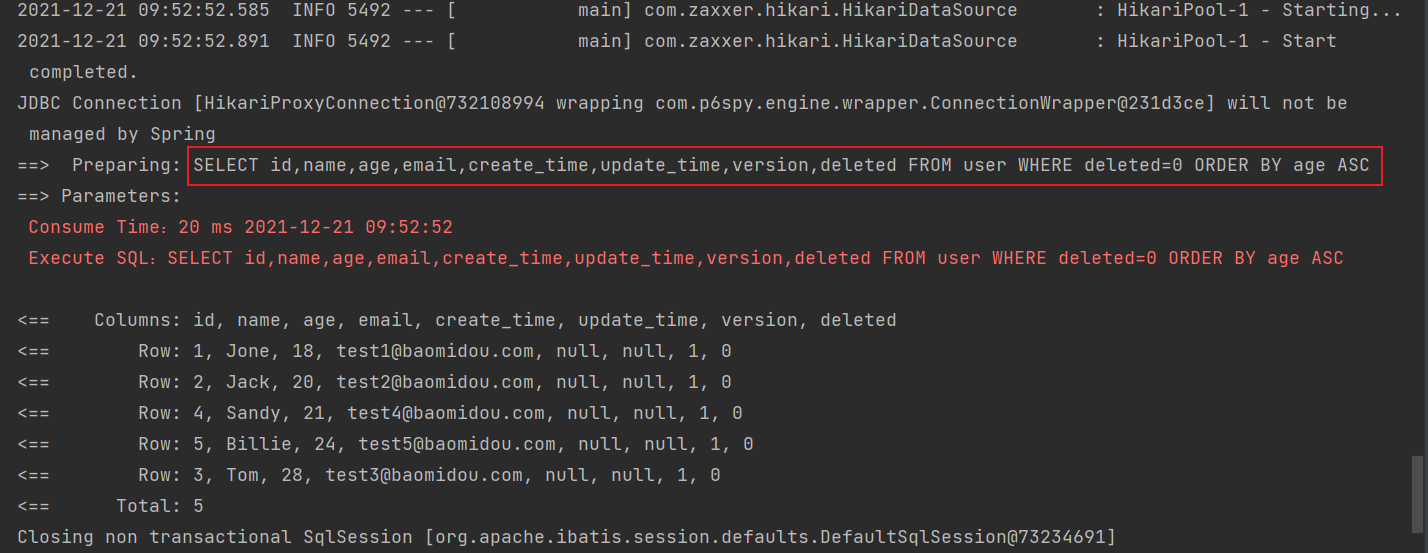 2021-12-21 09:52:52.585  INFO 5492 --- [           main] com.zaxxer.hikari.HikariDataSource       : HikariPool-1 - Starting...
2021-12-21 09:52:52.891  INFO 5492 --- [           main] com.zaxxer.hikari.HikariDataSource       : HikariPool-1 - Start
 completed.
JDBC Connection [HikariProxyConnection@732108994 wrapping com.p6spy.engine.wrapper.ConnectionWrapper@231d3ce] will not be
 managed by Spring
==>  Preparing: SELECT id,name,age,email,create_time,update_time,version,deleted FROM user WHERE deleted=0 ORDER BY age ASC
==> Parameters:
 Consume Time：20 ms 2021-12-21 09:52:52
 Execute SQL：SELECT id,name,age,email,create_time,update_time,version,deleted FROM user WHERE deleted=0 ORDER BY age ASC
<==    Columns: id, name, age, email, create_time, update_time, version, deleted
<==        Row: 1, Jone, 18, test1@baomidou.com, null, null, 1, 0
<==        Row: 2, Jack, 20, test2@baomidou.com, null, null, 1, 0
<==        Row: 4, Sandy, 21, test4@baomidou.com, null, null, 1, 0
<==        Row: 5, Billie, 24, test5@baomidou.com, null, null, 1, 0
<==        Row: 3, Tom, 28, test3@baomidou.com, null, null, 1, 0
<==      Total: 5
Closing non transactional SqlSession [org.apache.ibatis.session.defaults.DefaultSqlSession@73234691]